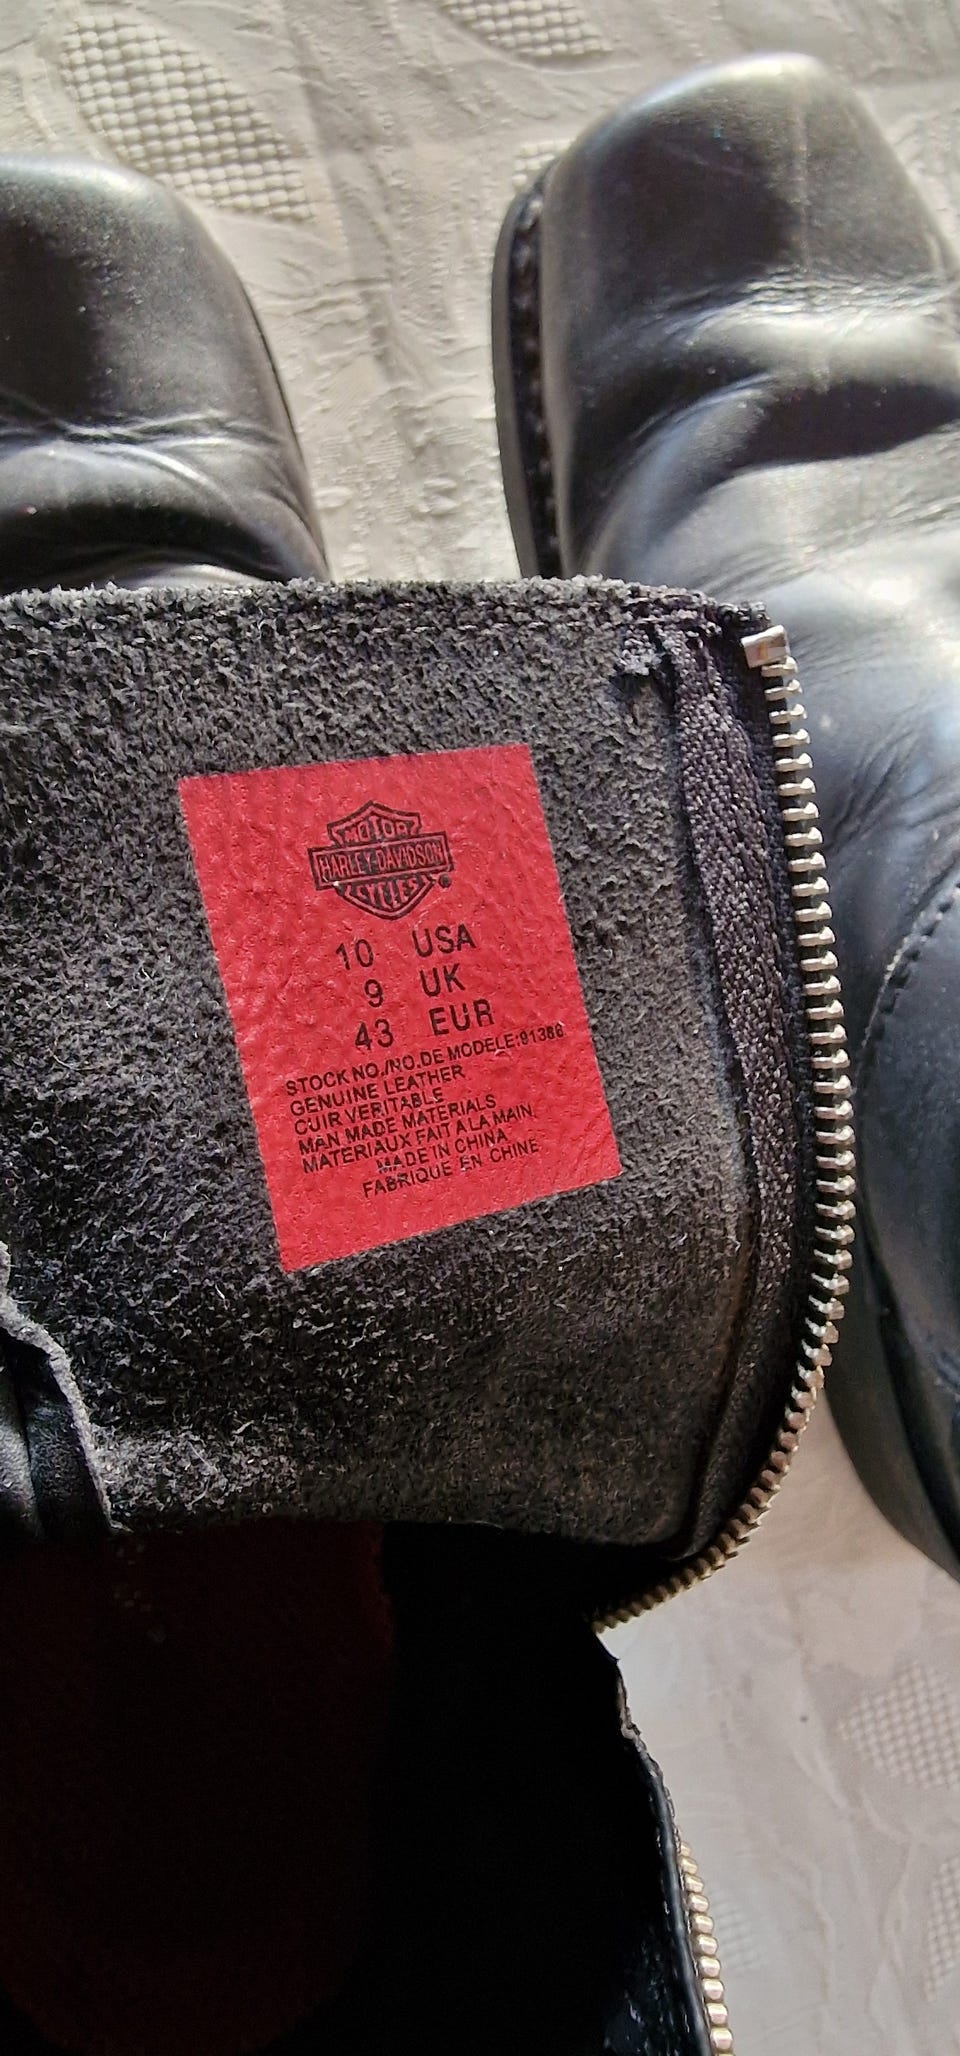 MOTOR
HARLEY-DAVIDSON
CYCLES®
10 USA
9 UK
43 EUR
STOCK NO./NO.DE MODELE:91386
GENUINE LEATHER
CUIR VERITABLE
MAN MADE MATERIALS
MATERIAUX FAIT A LA MAIN
MADE IN CHINA
FABRIQUE EN CHINE